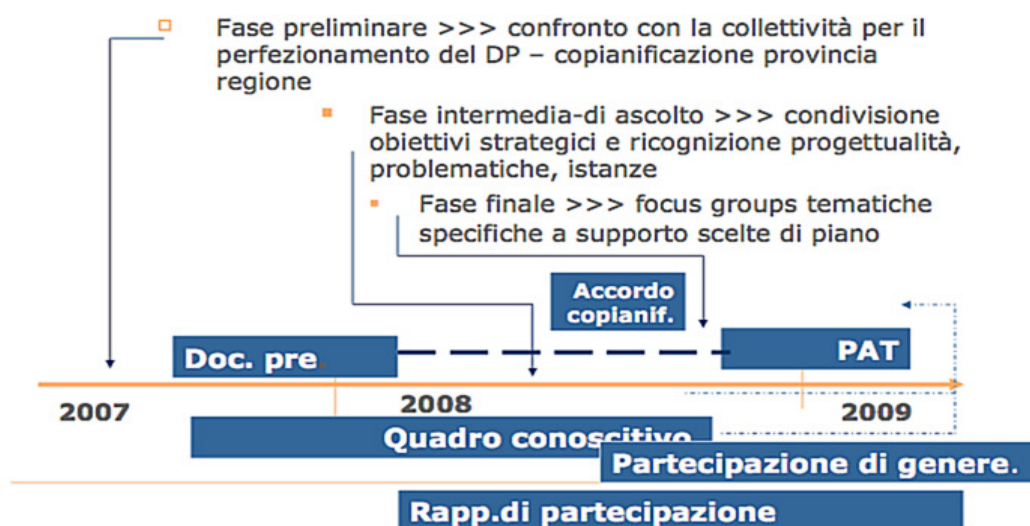 Fase preliminare >>> confronto con la collettività per il
perfezionamento del DP – copianificazione provincia
regione
Fase intermedia-di ascolto >>> condivisione
obiettivi strategici e ricognizione progettualità,
problematiche, istanze
Fase finale >>> focus groups tematiche
specifiche a supporto scelte di piano
Accordo
copianif.
Doc. pre.
PAT
2007
2008
2009
Quadro conoscitivo
Partecipazione di genere.
Rapp.di partecipazione